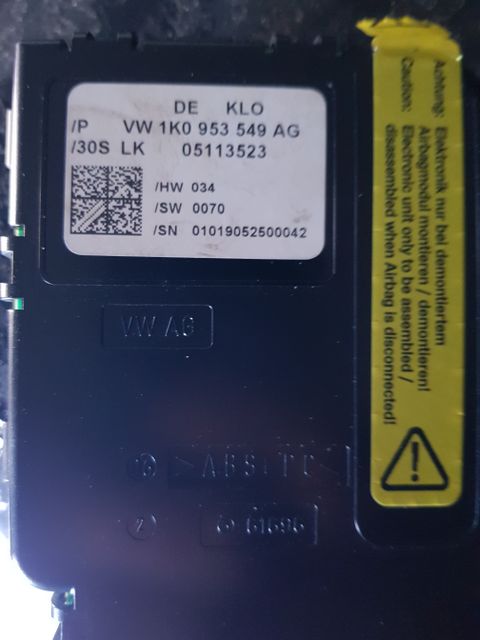 DE KLO
/P VW 1K0 953 549 AG
/30S LK 05113523
/HW 034
/SW 0070
/SN 01019052500042
VW AG
>ABS+TT<
61696
Achtung: Elektronik nur bei demontiertem
Airbagmodul montieren / demontieren!
Caution: Electronic unit only to be assembled /
disassembled when Airbag is disconnected!